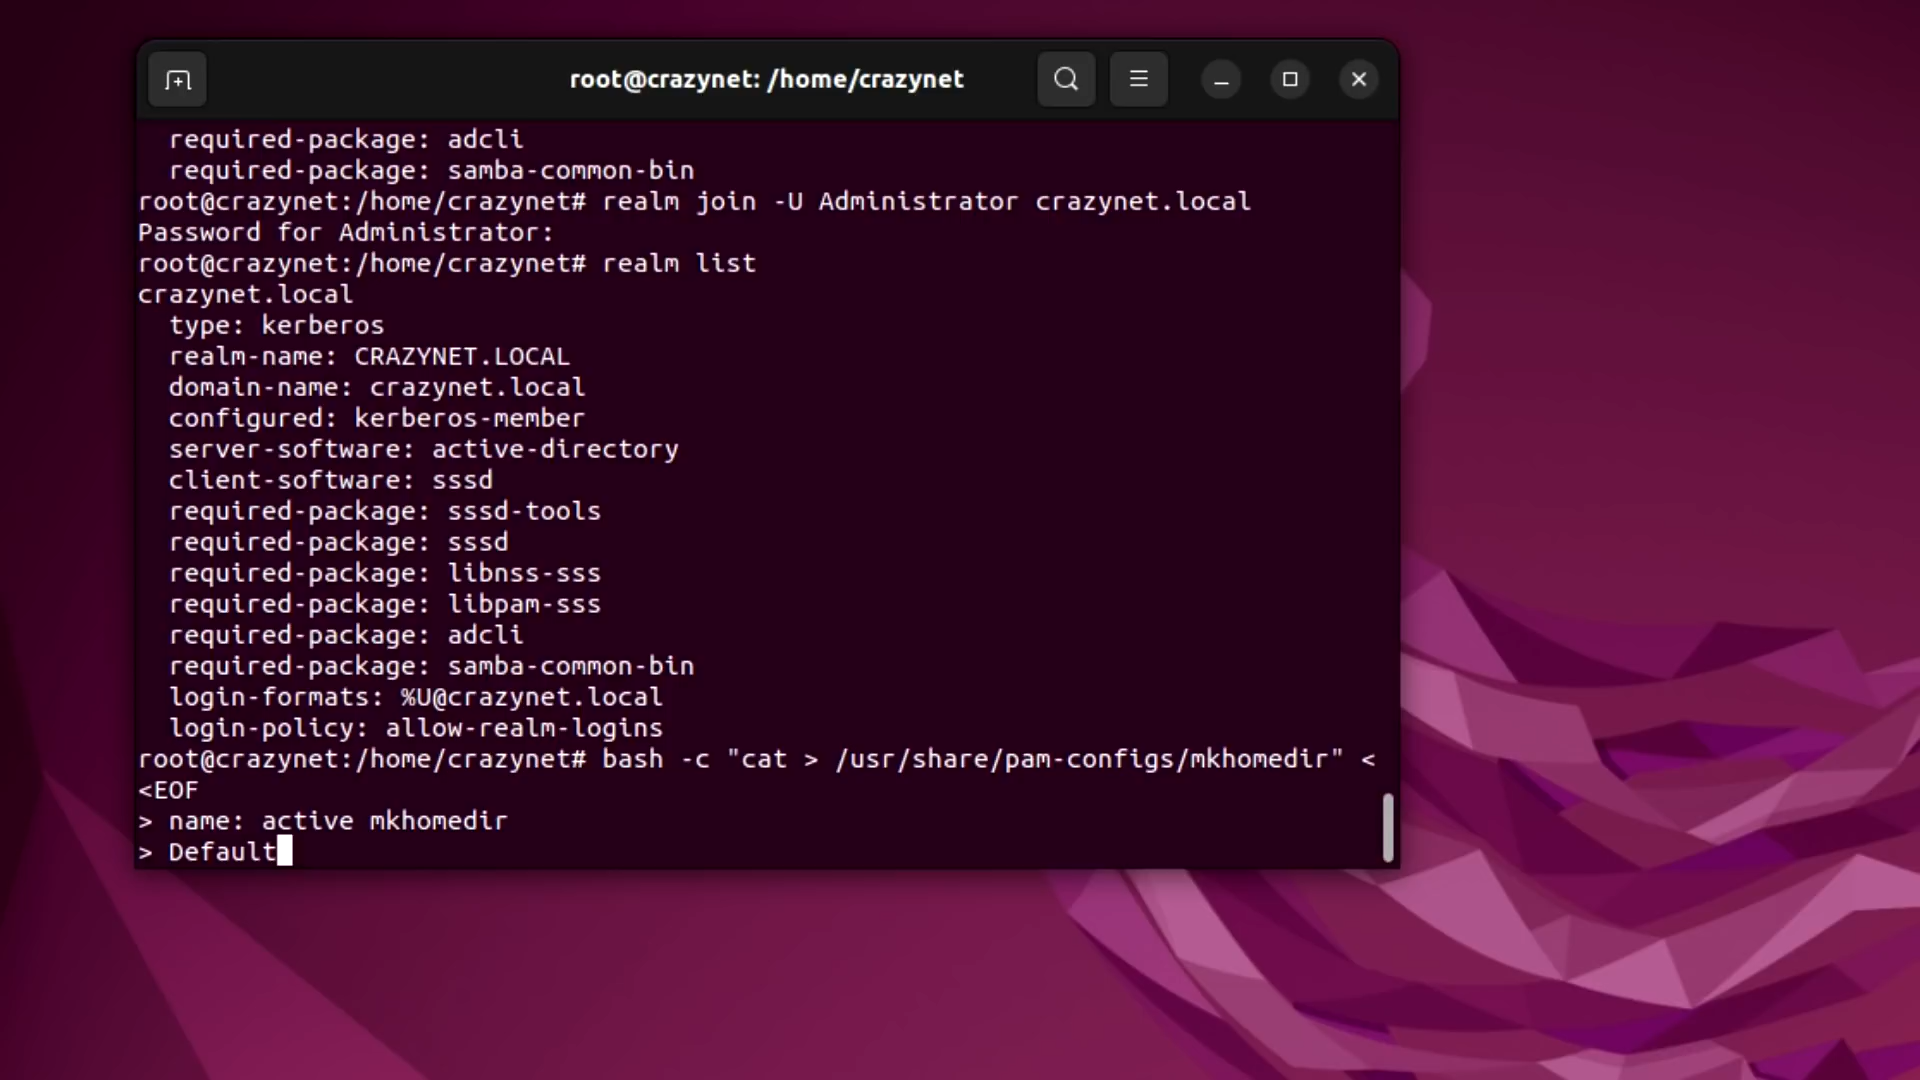 root@crazynet: /home/crazynet
required-package: adcli
required-package: samba-common-bin
root@crazynet:/home/crazynet# realm join -U Administrator crazynet.local
Password for Administrator:
root@crazynet:/home/crazynet# realm list
crazynet.local
type: kerberos
realm-name: CRAZYNET.LOCAL
domain-name: crazynet.local
configured: kerberos-member
server-software: active-directory
client-software: sssd
required-package: sssd-tools
required-package: sssd
required-package: libnss-sss
required-package: libpam-sss
required-package: adcli
required-package: samba-common-bin
login-formats: %U@crazynet.local
login-policy: allow-realm-logins
root@crazynet:/home/crazynet# bash -c "cat > /usr/share/pam-configs/mkhomedir" <
<EOF
> name: active mkhomedir
> Default